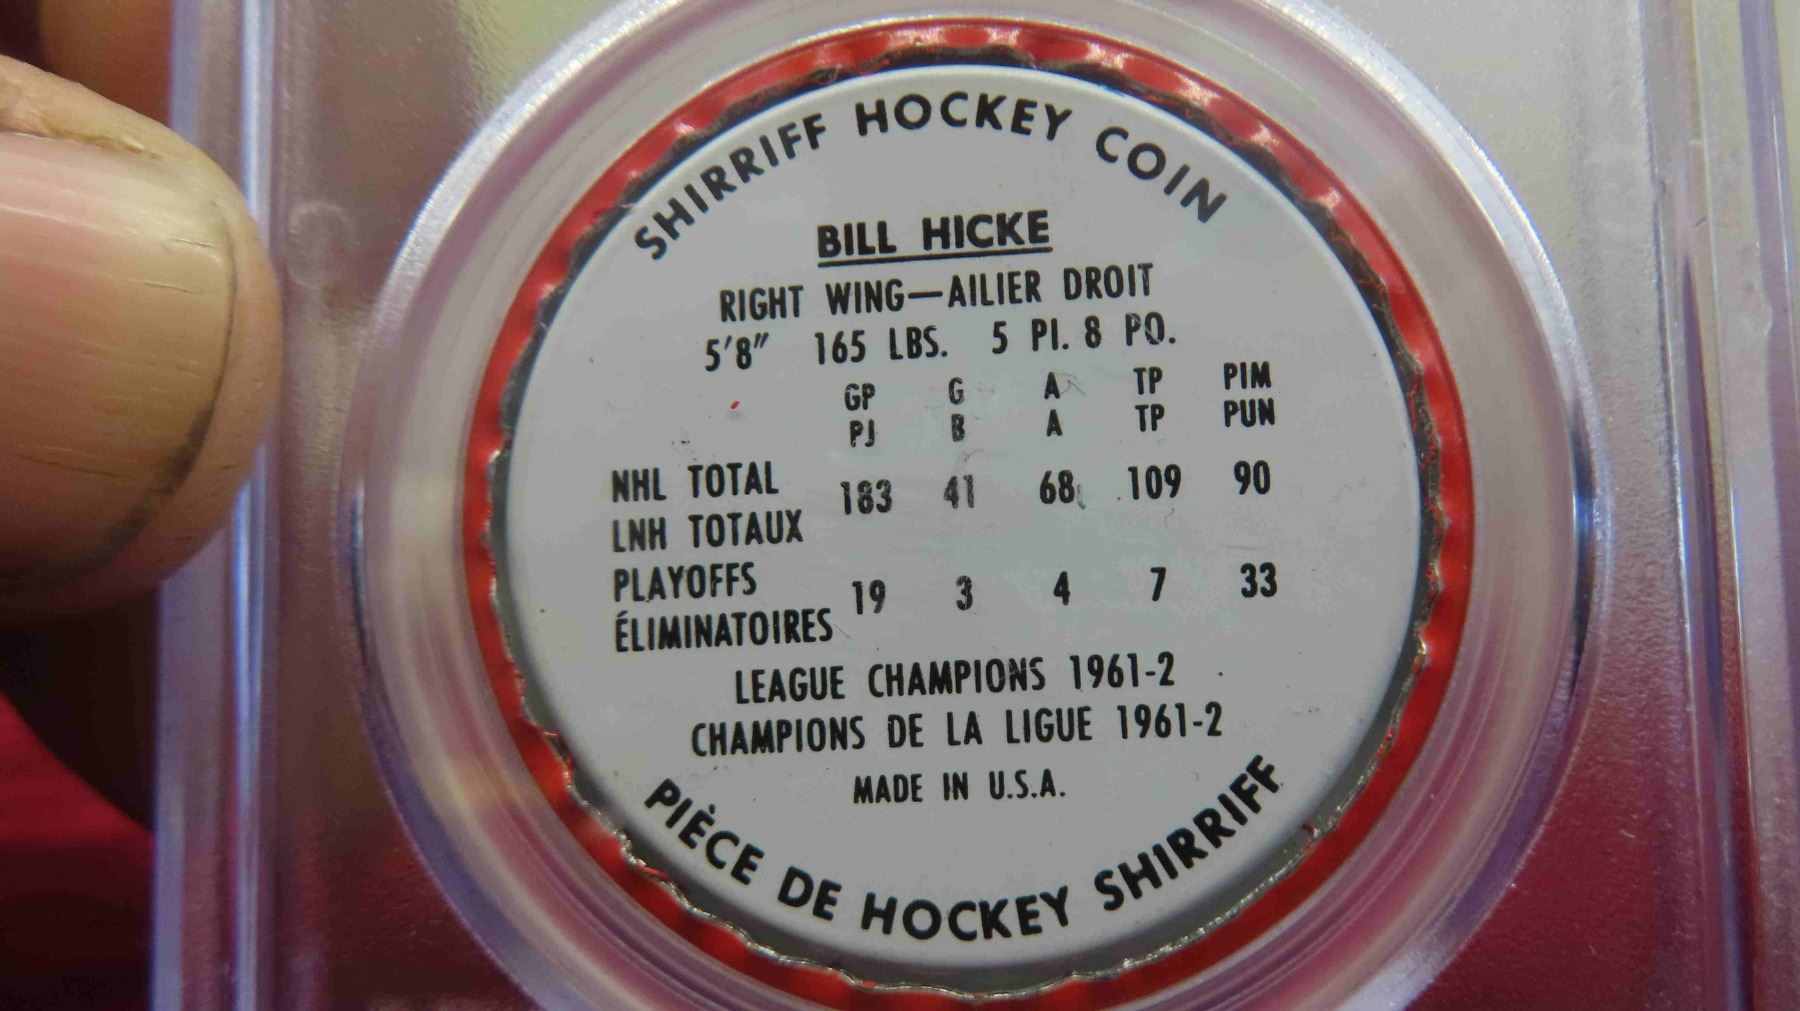 SHIRRIFF HOCKEY COIN
BILL HICKE
RIGHT WING—AILIER DROIT
5'8" 165 LBS. 5 PI. 8 PO.
GP G A TP PIM
PJ B A TP PUN
NHL TOTAL 183 41 68 109 90
LNH TOTAUX
PLAYOFFS 19 3 4 7 33
ÉLIMINATOIRES
LEAGUE CHAMPIONS 1961-2
CHAMPIONS DE LA LIGUE 1961-2
MADE IN U.S.A.
PIÈCE DE HOCKEY SHIRRIFF